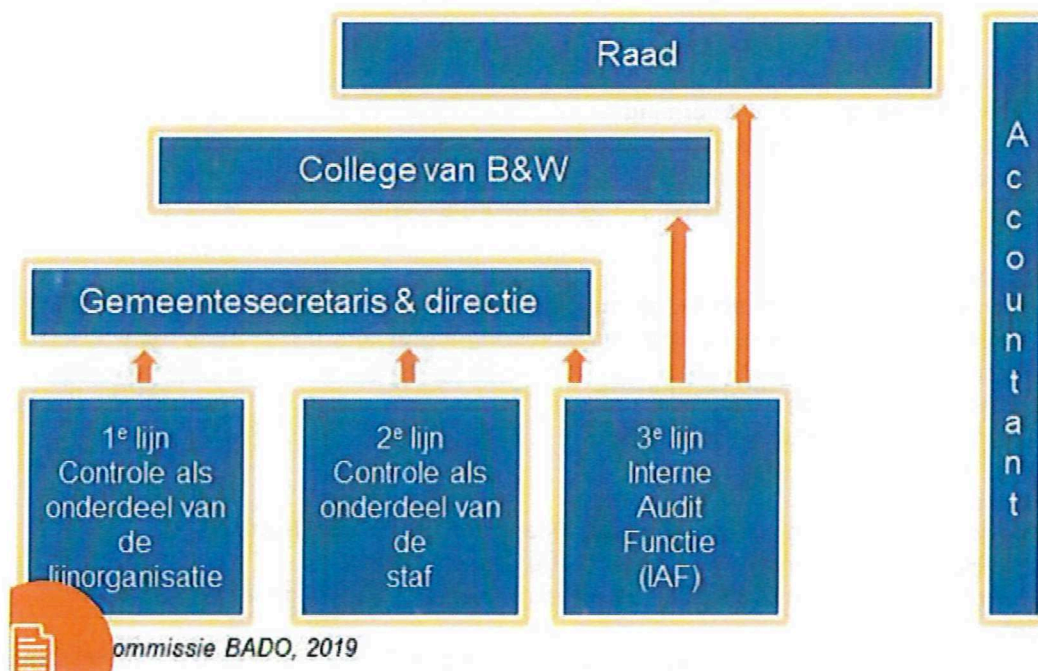 Raad
College van B&W
Gemeentesecretaris & directie
1e lijn
Controle als
onderdeel van
de
lijnorganisatie
2e lijn
Controle als
onderdeel van
de
staf
3e lijn
Interne
Audit
Functie
(IAF)
Accountant
ommissie BADO, 2019